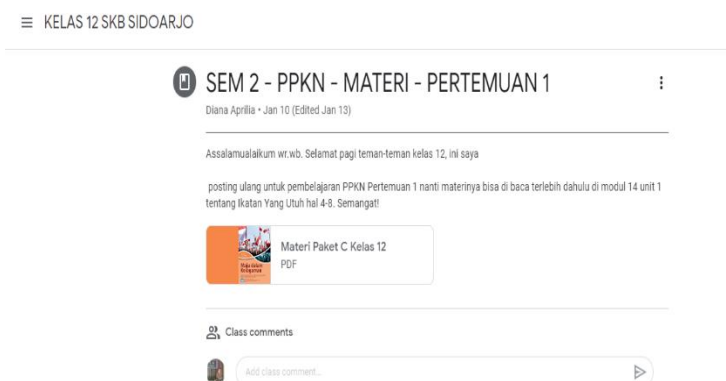 KELAS 12 SKB SIDOARJO
SEM 2 - PPKN - MATERI - PERTEMUAN 1
Diana Aprilia • Jan 10 (Edited Jan 13)
Assalamualaikum wr.wb. Selamat pagi teman-teman kelas 12, ini saya
posting ulang untuk pembelajaran PPKN Pertemuan 1 nanti materinya bisa di baca terlebih dahulu di modul 14 unit 1
tentang Ikatan Yang Utuh hal 4-8. Semangat!
Materi Paket C Kelas 12
PDF
Class comments
Add class comment...